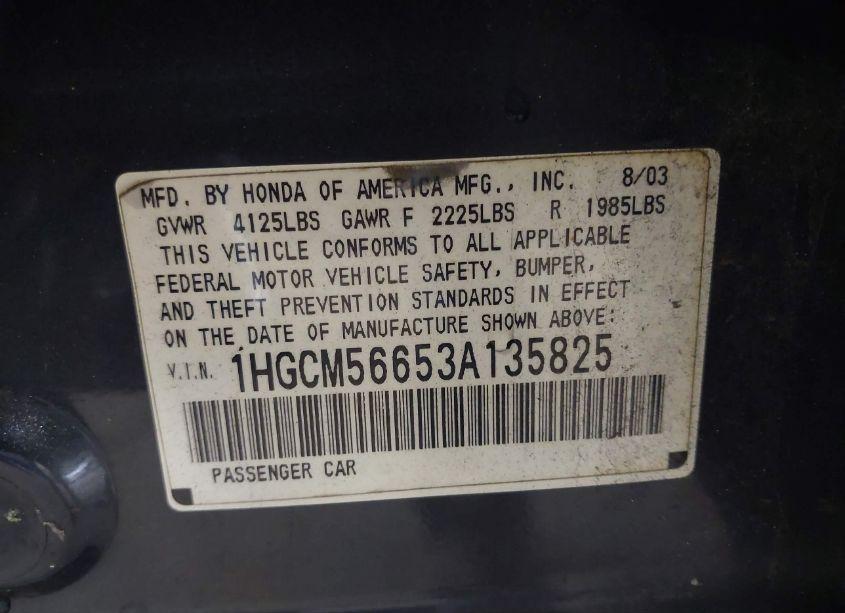 MFD. BY HONDA OF AMERICA MFG., INC. 8/03
GVWR 4125LBS GAWR F 2225LBS R 1985LBS
THIS VEHICLE CONFORMS TO ALL APPLICABLE
FEDERAL MOTOR VEHICLE SAFETY, BUMPER,
AND THEFT PREVENTION STANDARDS IN EFFECT
ON THE DATE OF MANUFACTURE SHOWN ABOVE:
V.I.N. 1HGCM56653A135825
PASSENGER CAR